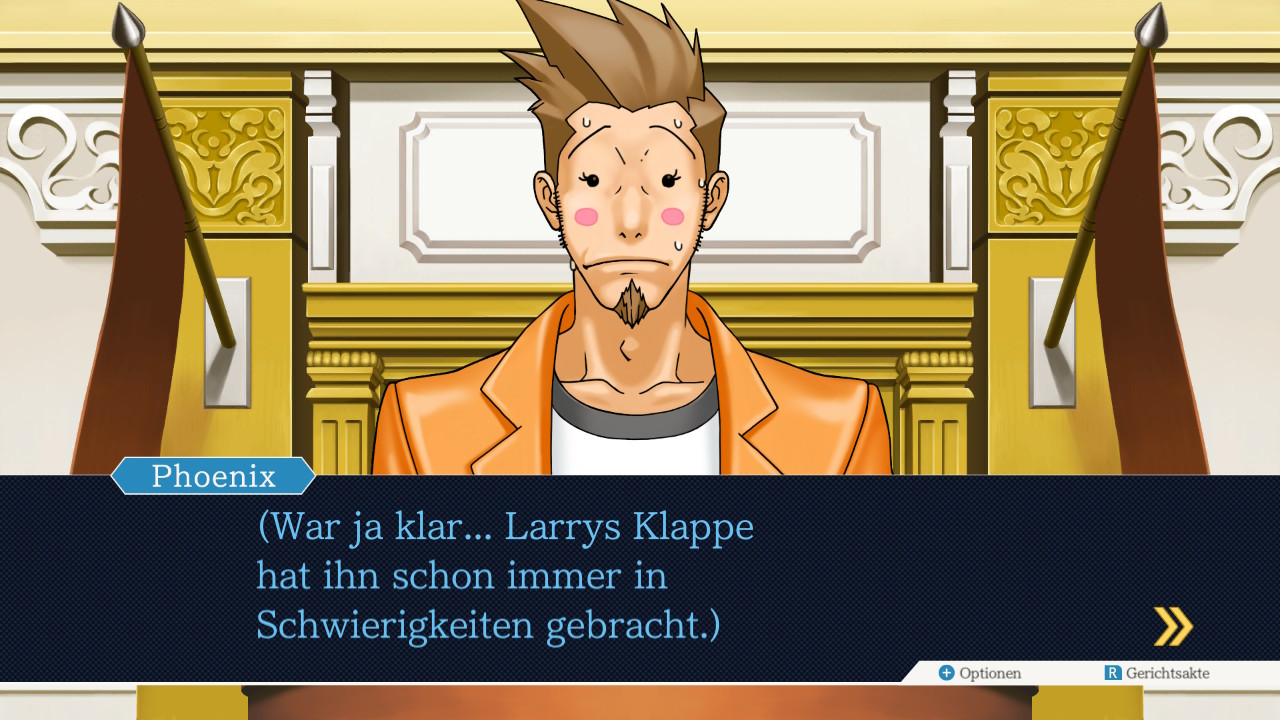 Phoenix
(War ja klar... Larrys Klappe
hat ihn schon immer in
Schwierigkeiten gebracht.)
+ Optionen
R Gerichtsakte